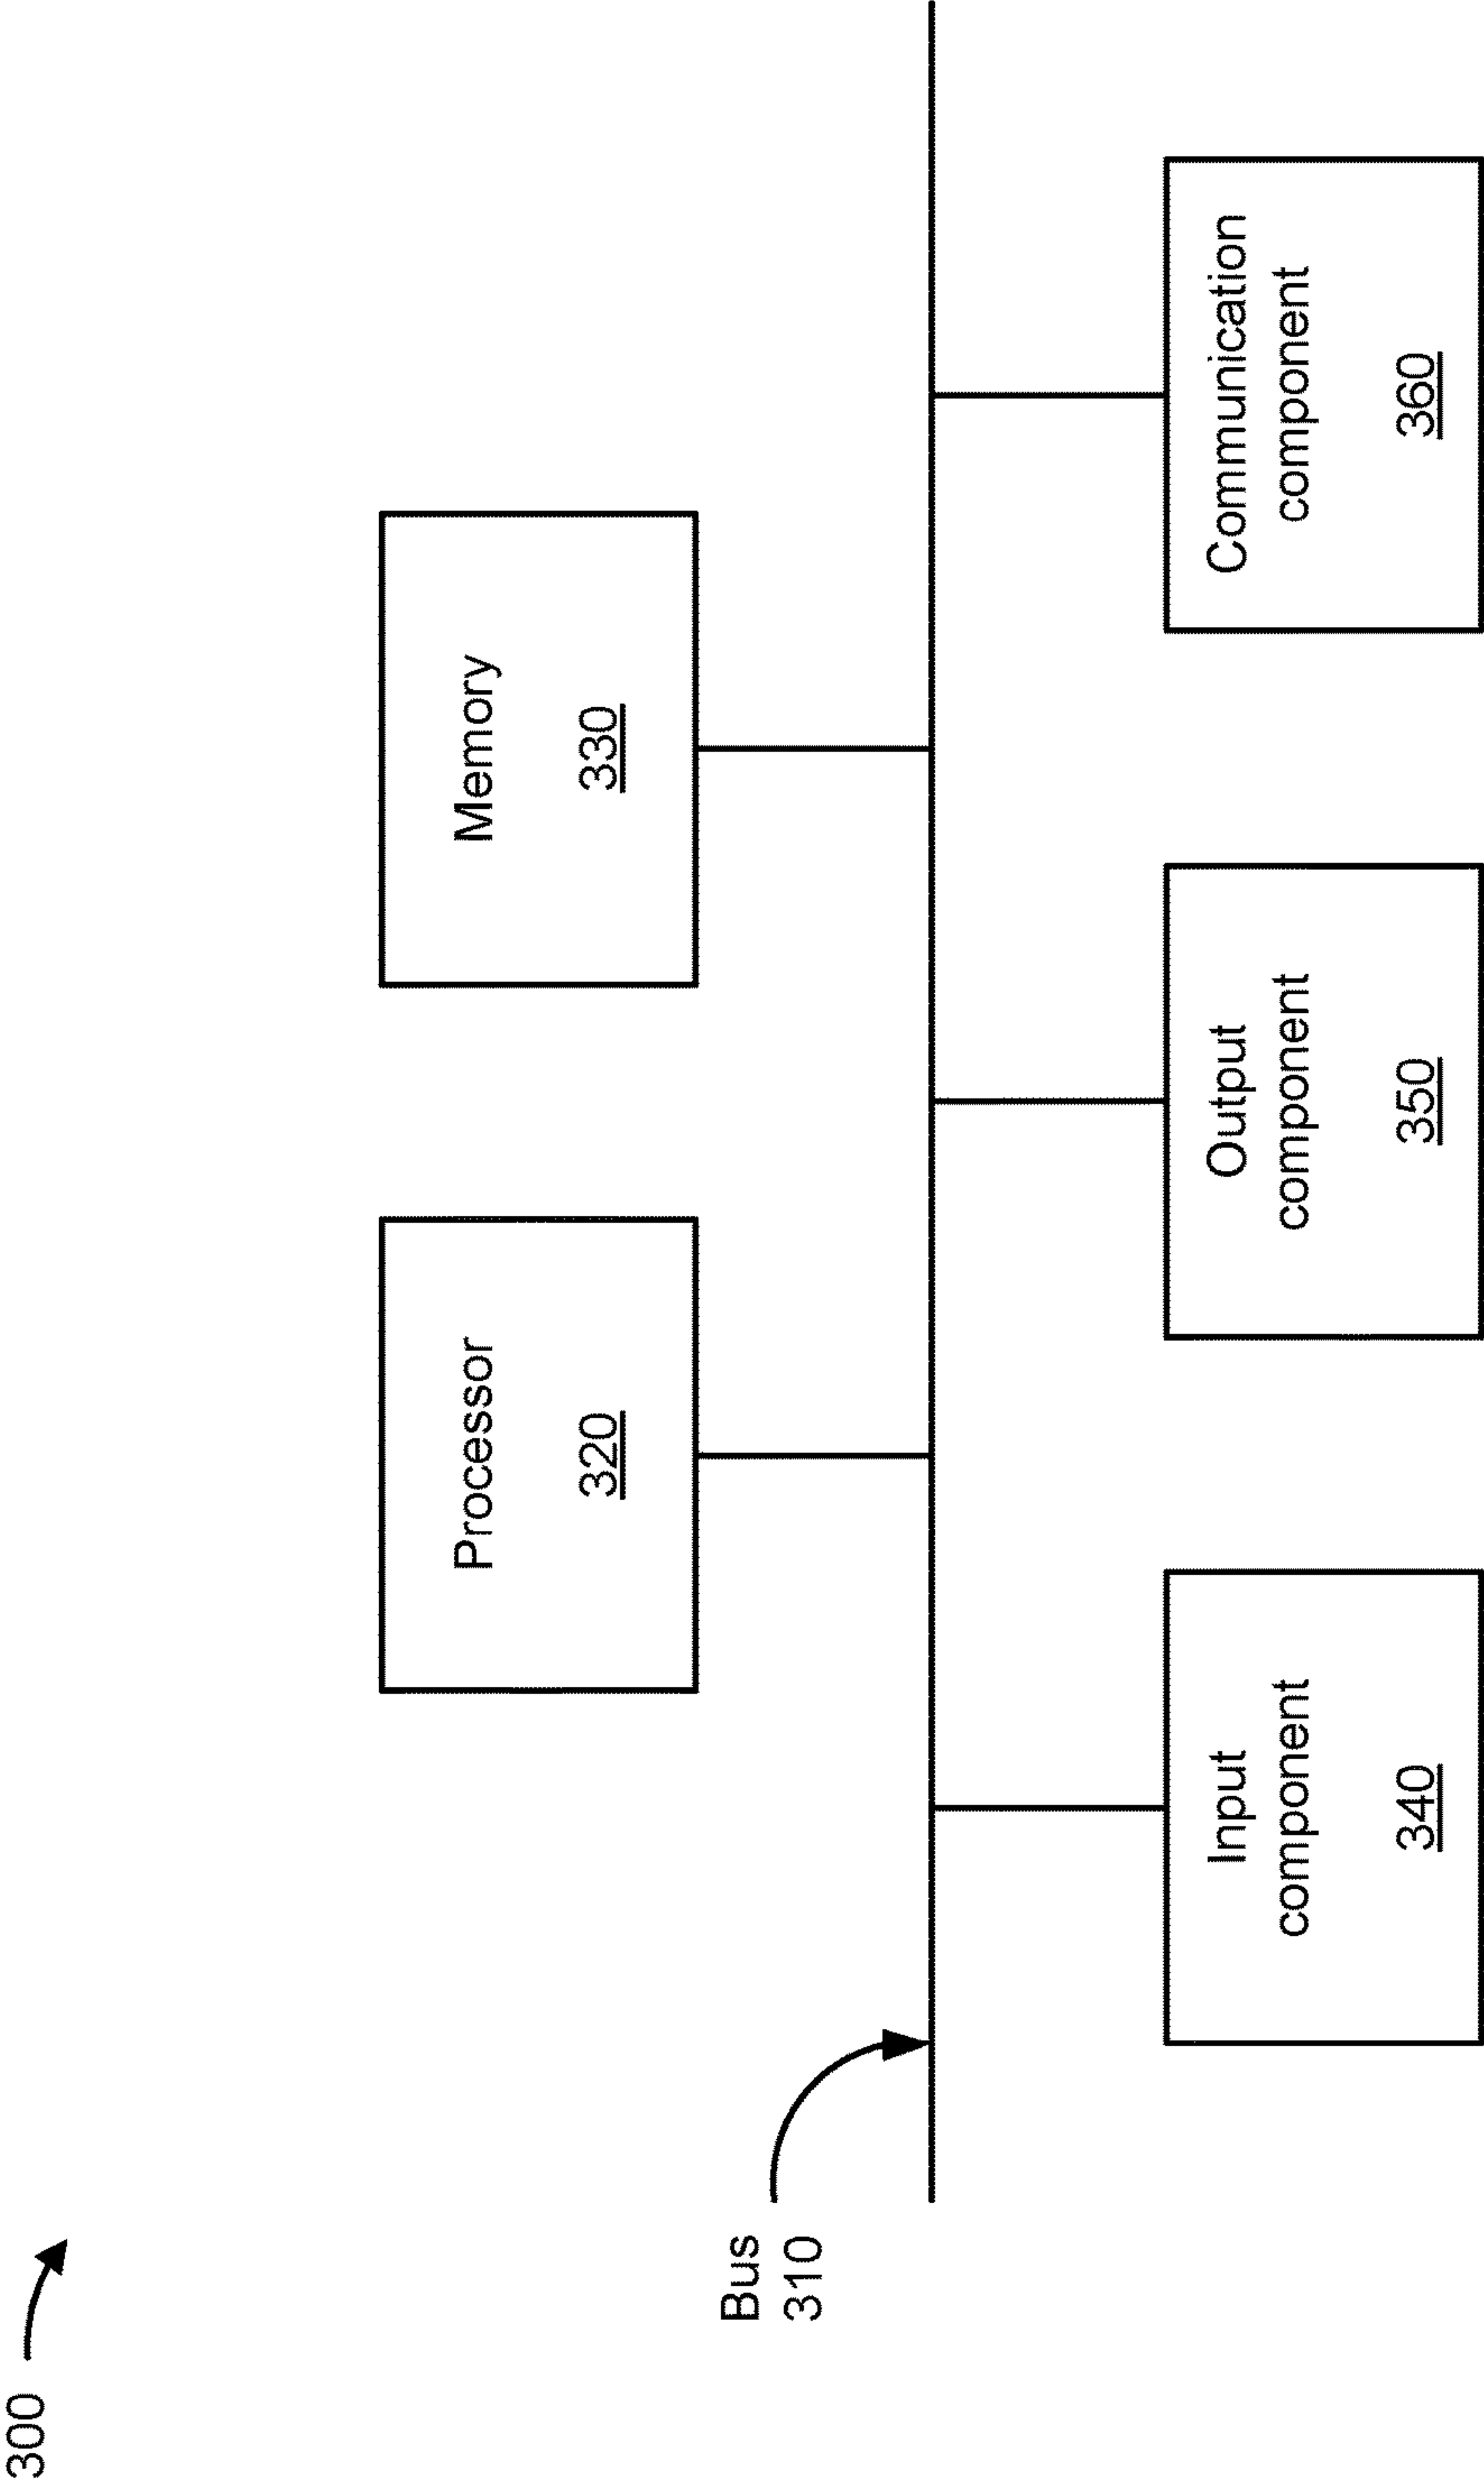 300
Processor
320
Memory
330
Bus
310
Input
component
340
Output
component
350
Communication
component
360